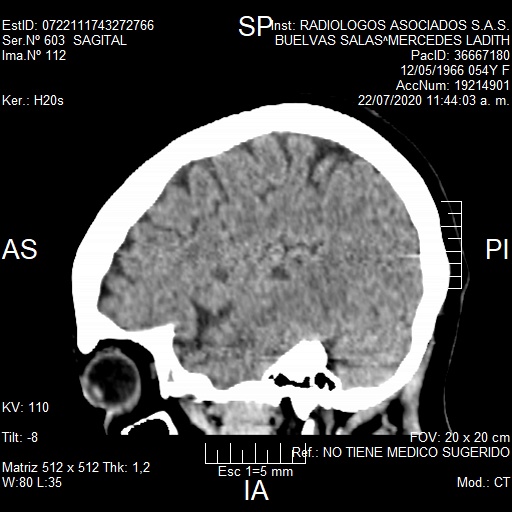 EstID: 0722111743272766
Ser.Nº 603 SAGITAL
Ima.Nº 112
Ker.: H20s
SP
Inst: RADIOLOGOS ASOCIADOS S.A.S.
BUELVAS SALAS^MERCEDES LADITH
PacID: 36667180
12/05/1966 054Y F
AccNum: 19214901
22/07/2020 11:44:03 a. m.
AS
PI
KV: 110
Tilt: -8
Matriz 512 x 512 Thk: 1,2
W:80 L:35
Esc 1=5 mm
IA
FOV: 20 x 20 cm
Ref.: NO TIENE MEDICO SUGERIDO
Mod.: CT